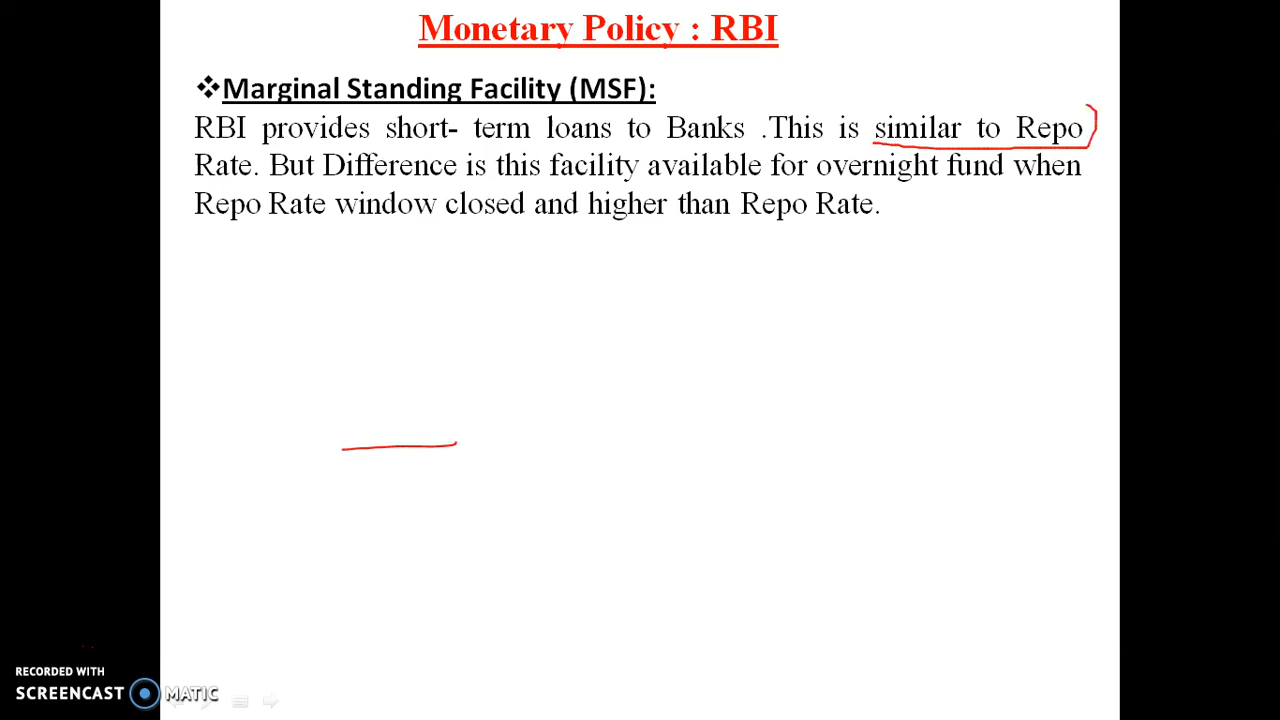 Monetary Policy : RBI
❖Marginal Standing Facility (MSF):
RBI provides short- term loans to Banks .This is similar to Repo
Rate. But Difference is this facility available for overnight fund when
Repo Rate window closed and higher than Repo Rate.
RECORDED WITH
SCREENCAST MATIC